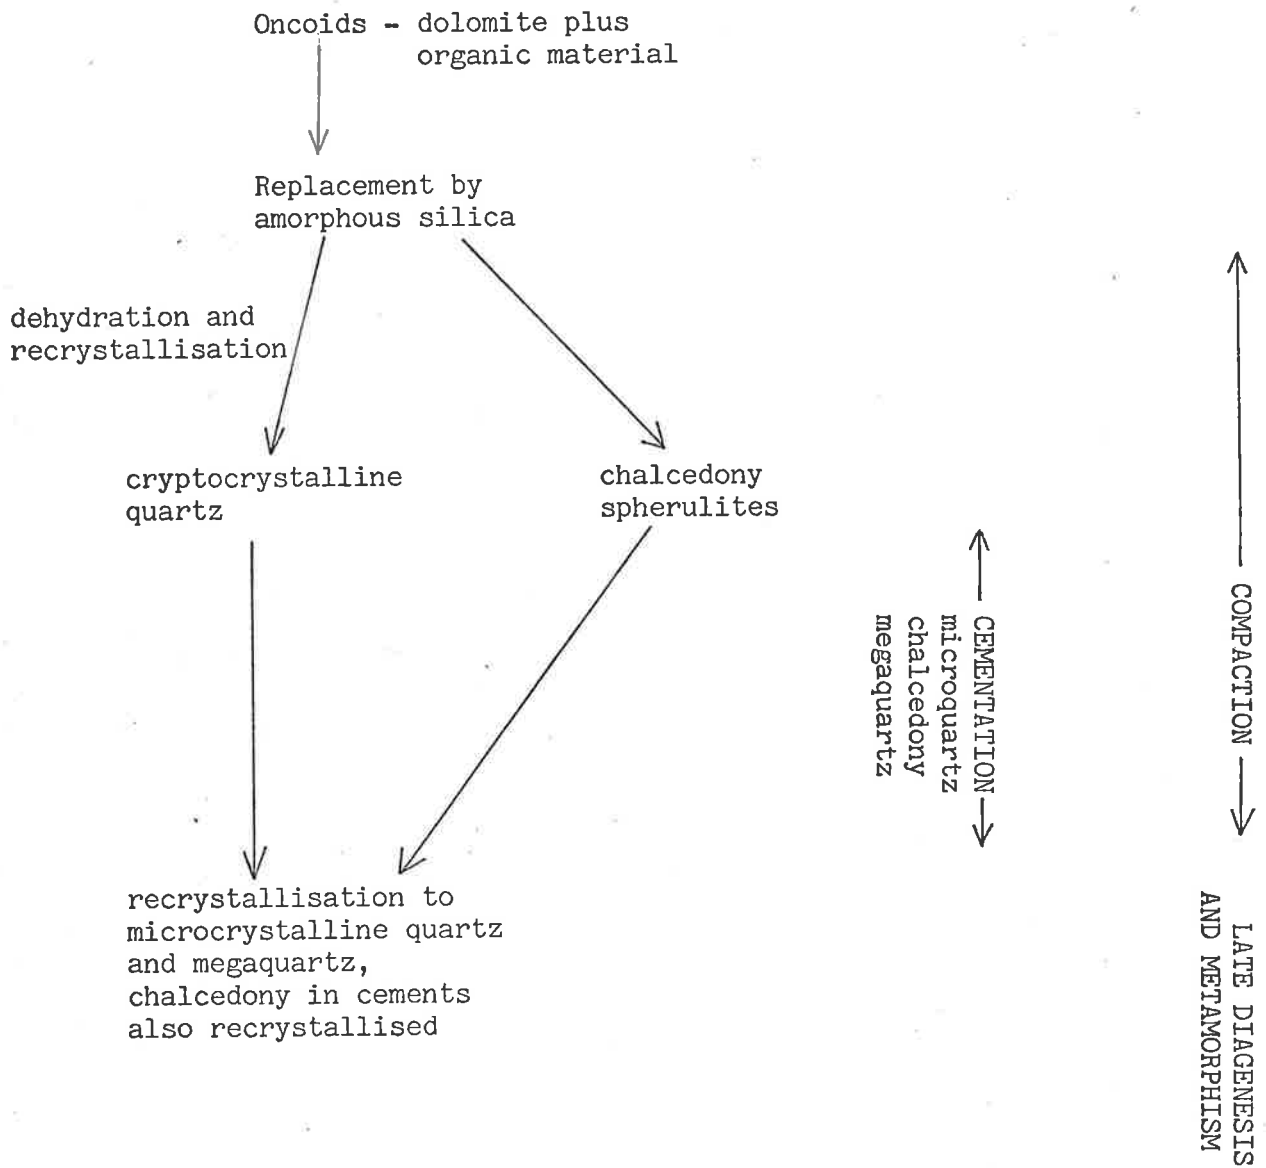 Oncoids - dolomite plus
organic material
Replacement by
amorphous silica
dehydration and
recrystallisation
cryptocrystalline
quartz
chalcedony
spherulites
CEMENTATION
microquartz
chalcedony
megaquartz
COMPACTION
recrystallisation to
microcrystalline quartz
and megaquartz,
chalcedony in cements
also recrystallised
LATE DIAGENESIS
AND METAMORPHISM